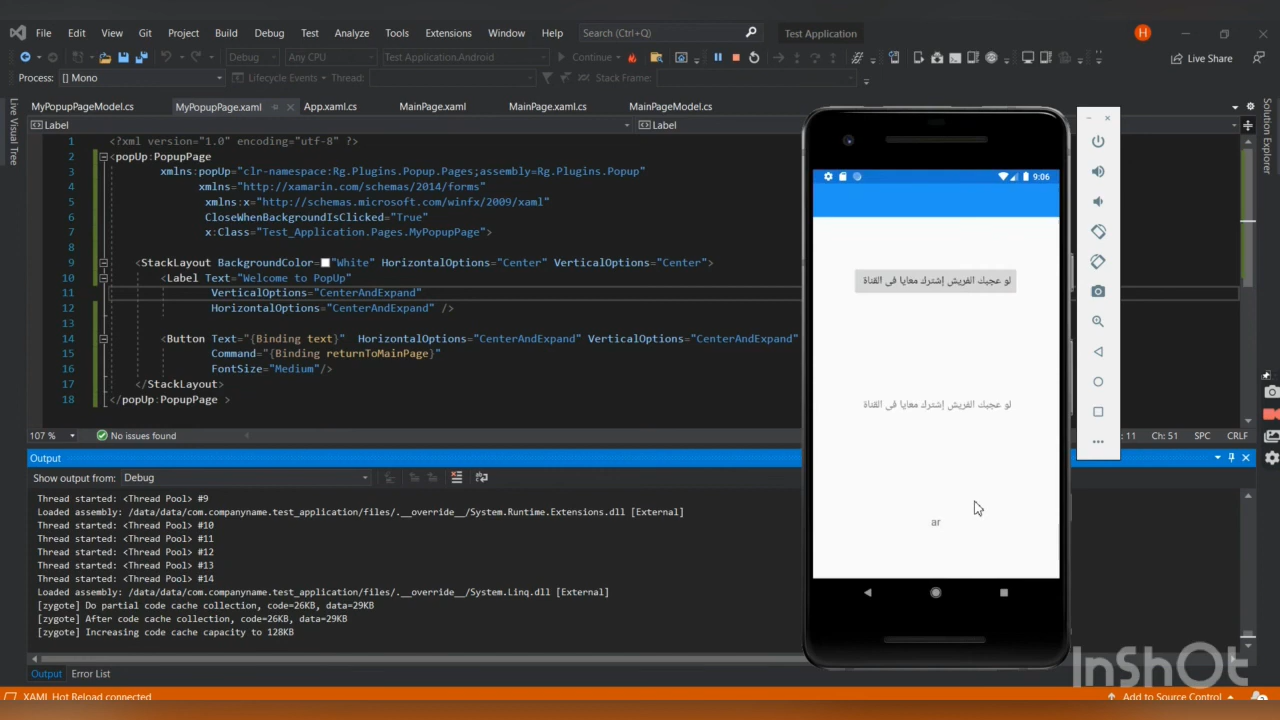 File Edit View Git Project Build Debug Test Analyze Tools Extensions Window Help Search (Ctrl+Q) Test Application H
Debug Any CPU Test Application.Android Continue Live Share
Process: [] Mono Lifecycle Events Thread: Stack Frame:
MyPopupPageModel.cs MyPopupPage.xaml App.xaml.cs MainPage.xaml MainPage.xaml.cs MainPageModel.cs
Live Visual Tree
Solution Explorer
Label Label
1 <?xml version="1.0" encoding="utf-8" ?>
2 <popUp:PopupPage
3 xmlns:popUp="clr-namespace:Rg.Plugins.Popup.Pages;assembly=Rg.Plugins.Popup"
4 xmlns="http://xamarin.com/schemas/2014/forms"
5 xmlns:x="http://schemas.microsoft.com/winfx/2009/xaml"
6 CloseWhenBackgroundIsClicked="True"
7 x:Class="Test_Application.Pages.MyPopupPage">
8
9 <StackLayout BackgroundColor="White" HorizontalOptions="Center" VerticalOptions="Center">
10 <Label Text="Welcome to PopUp"
11 VerticalOptions="CenterAndExpand"
12 HorizontalOptions="CenterAndExpand" />
13
14 <Button Text="{Binding text}" HorizontalOptions="CenterAndExpand" VerticalOptions="CenterAndExpand"
15 Command="{Binding returnToMainPage}"
16 FontSize="Medium"/>
17 </StackLayout>
18 </popUp:PopupPage >
107 % No issues found : 11 Ch: 51 SPC CRLF
Output
Show output from: Debug
Thread started: <Thread Pool> #9
Loaded assembly: /data/data/com.companyname.test_application/files/.__override__/System.Runtime.Extensions.dll [External]
Thread started: <Thread Pool> #10
Thread started: <Thread Pool> #11
Thread started: <Thread Pool> #12
Thread started: <Thread Pool> #13
Thread started: <Thread Pool> #14
Loaded assembly: /data/data/com.companyname.test_application/files/.__override__/System.Linq.dll [External]
[zygote] Do partial code cache collection, code=26KB, data=29KB
[zygote] After code cache collection, code=26KB, data=29KB
[zygote] Increasing code cache capacity to 128KB
Output Error List
XAML Hot Reload connected Add to Source Control
9:06
لو عجبك الفريش إشترك معايا فى القناة
لو عجبك الفريش إشترك معايا فى القناة
ar
InShOt